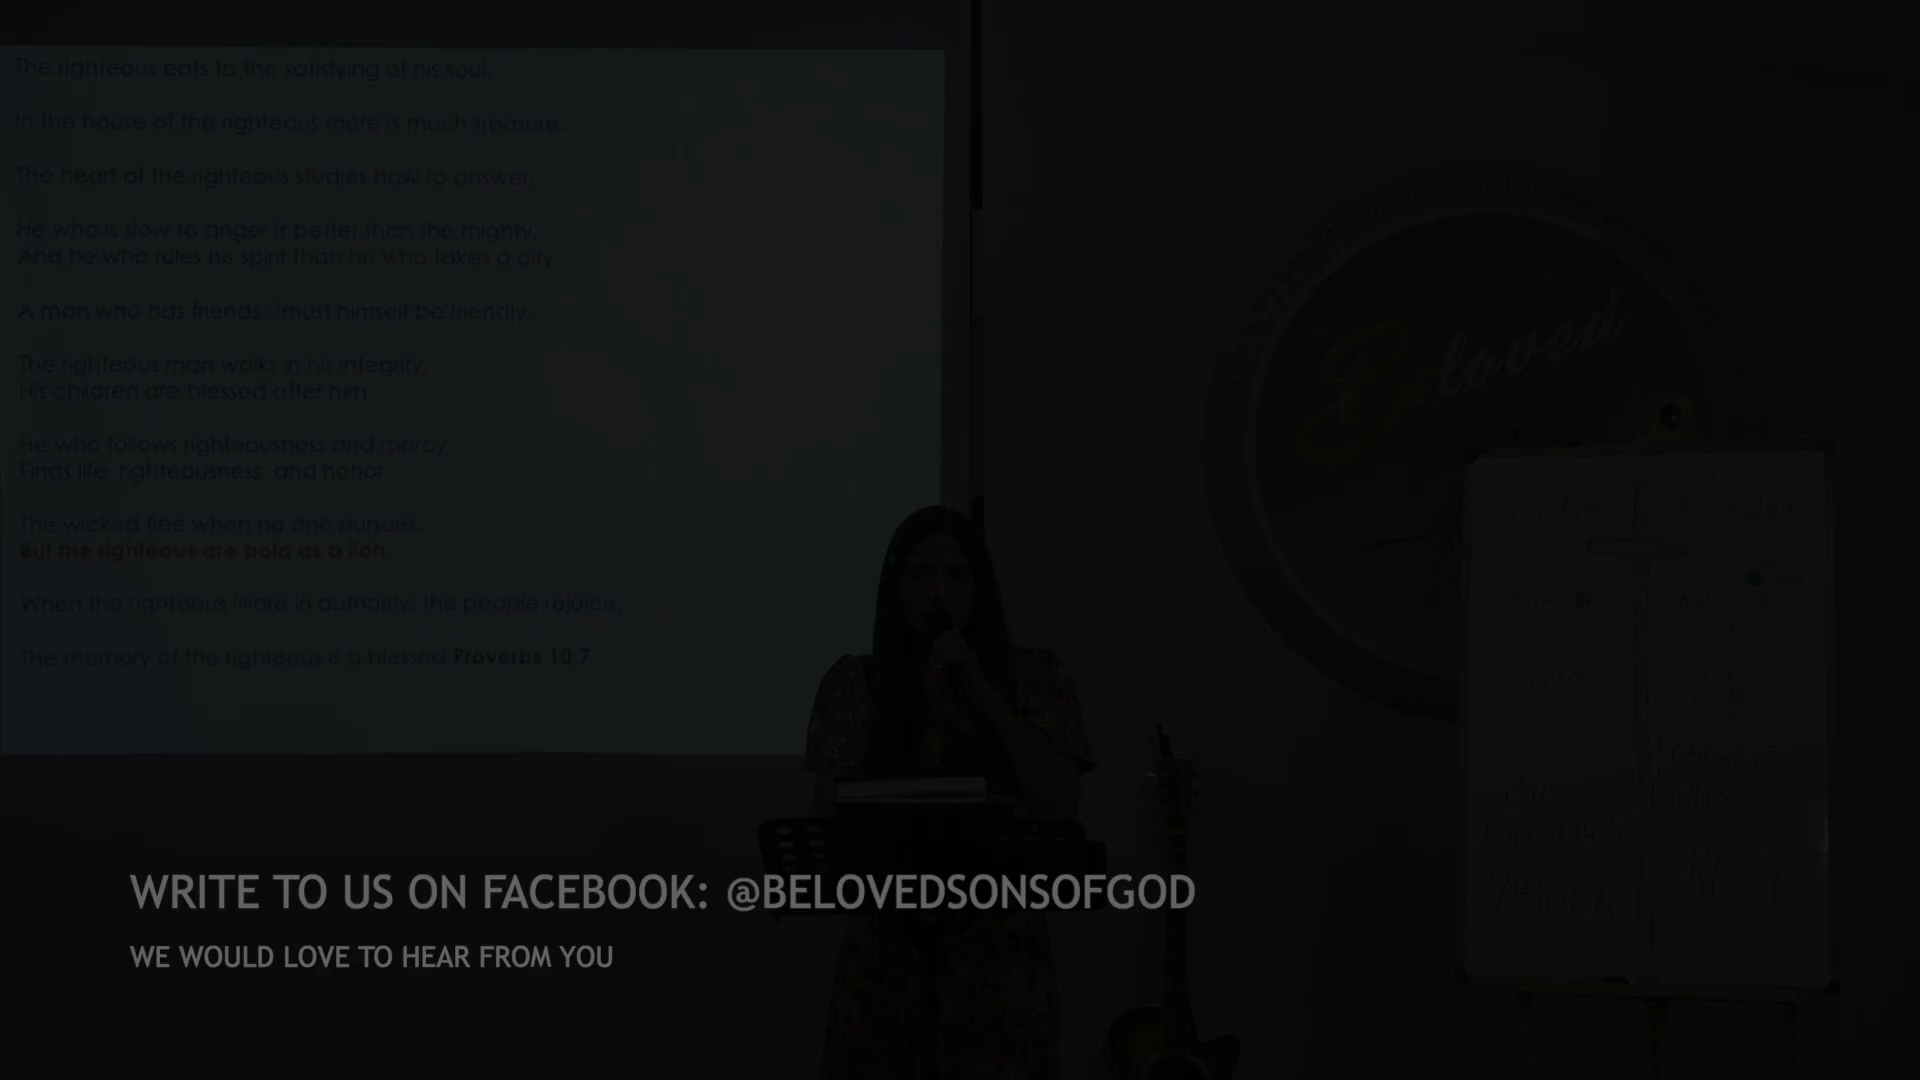 The righteous eats to the satisfying of his soul,
In the house of the righteous there is much treasure,
The heart of the righteous studies how to answer,
He who is slow to anger is better than the mighty,
And he who rules his spirit than he who takes a city
A man who has friends must himself be friendly,
The righteous man walks in his integrity;
His children are blessed after him.
He who follows righteousness and mercy
Finds life, righteousness, and honor.
The wicked flee when no one pursues,
But the righteous are bold as a lion.
When the righteous are in authority, the people rejoice,
The memory of the righteous is a blessed Proverbs 10:7
Beloved
Adam
Adam
Life
REST
WRITE TO US ON FACEBOOK: @BELOVEDSONSOFGOD
WE WOULD LOVE TO HEAR FROM YOU